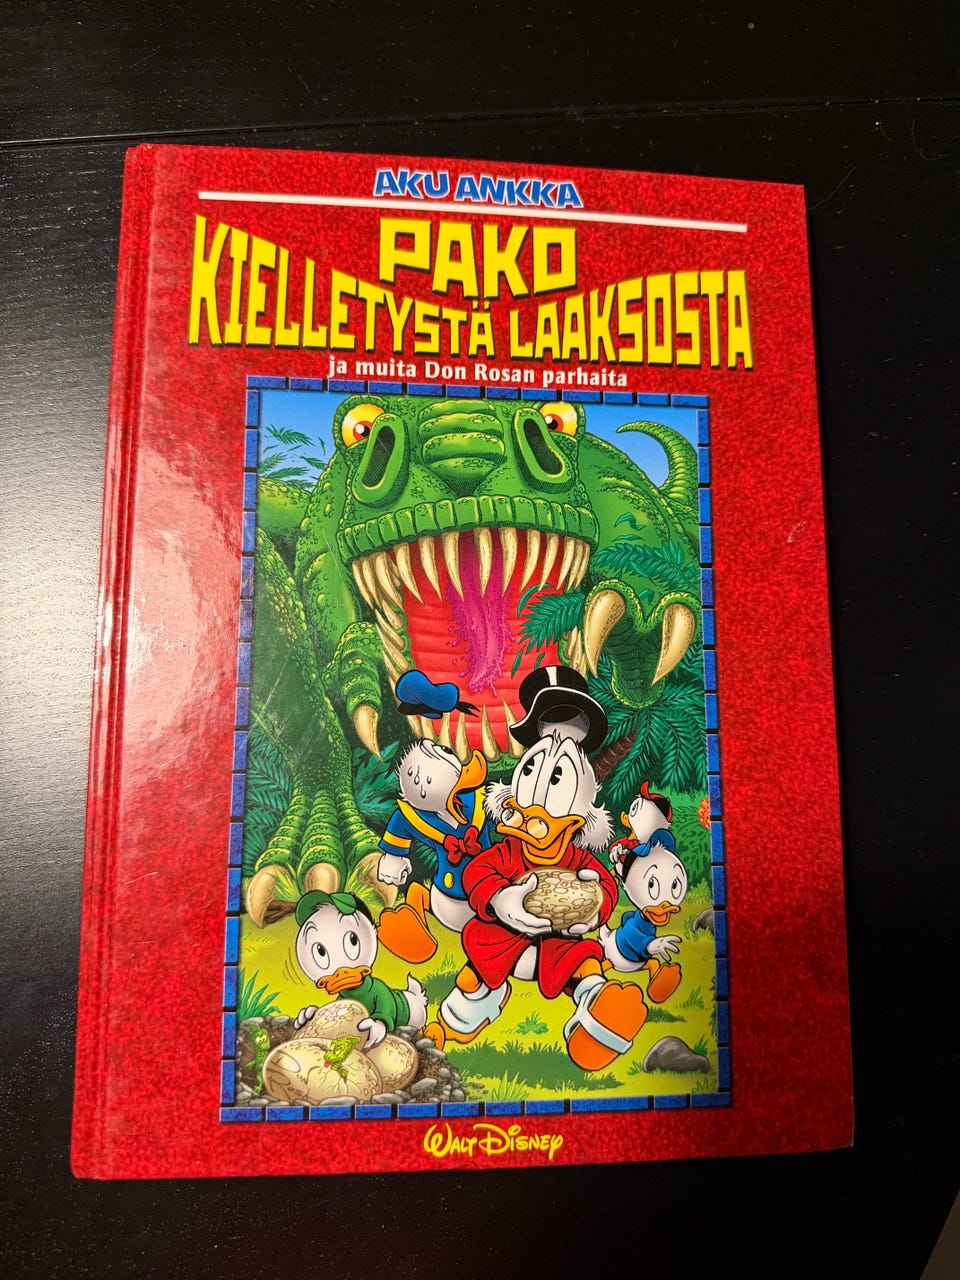 AKU ANKKA
PAKO
KIELLETYSTÄ LAAKSOSTA
ja muita Don Rosan parhaita
WALT DISNEY